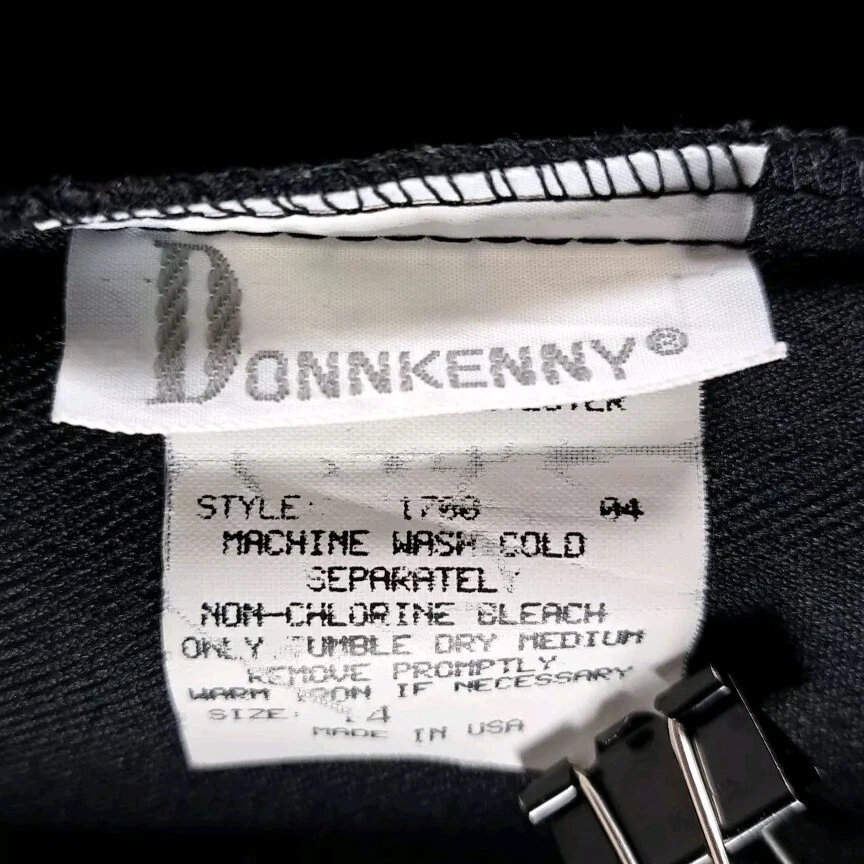 DONNKENNY®
STYLE: 04
MACHINE WASH COLD
SEPARATELY
NON-CHLORINE BLEACH
ONLY TUMBLE DRY MEDIUM
REMOVE PROMPTLY
WARM IRON IF NECESSARY
SIZE: 14
MADE IN USA